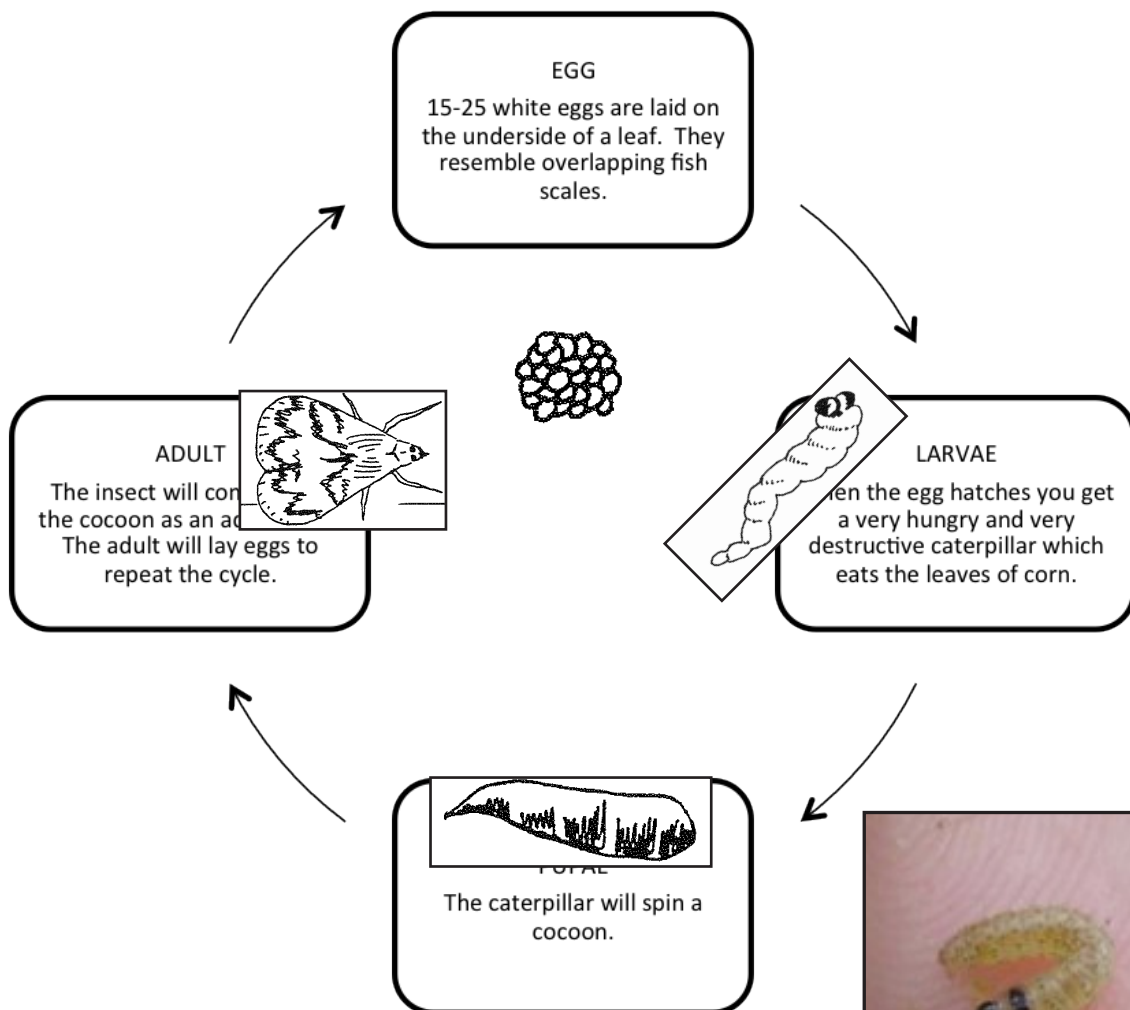 EGG
15-25 white eggs are laid on
the underside of a leaf. They
resemble overlapping fish
scales.
ADULT
The insect will
the cocoon as an
The adult will lay eggs to
repeat the cycle.
LARVAE
the egg hatches you get
a very hungry and very
destructive caterpillar which
eats the leaves of corn.
The caterpillar will spin a
cocoon.